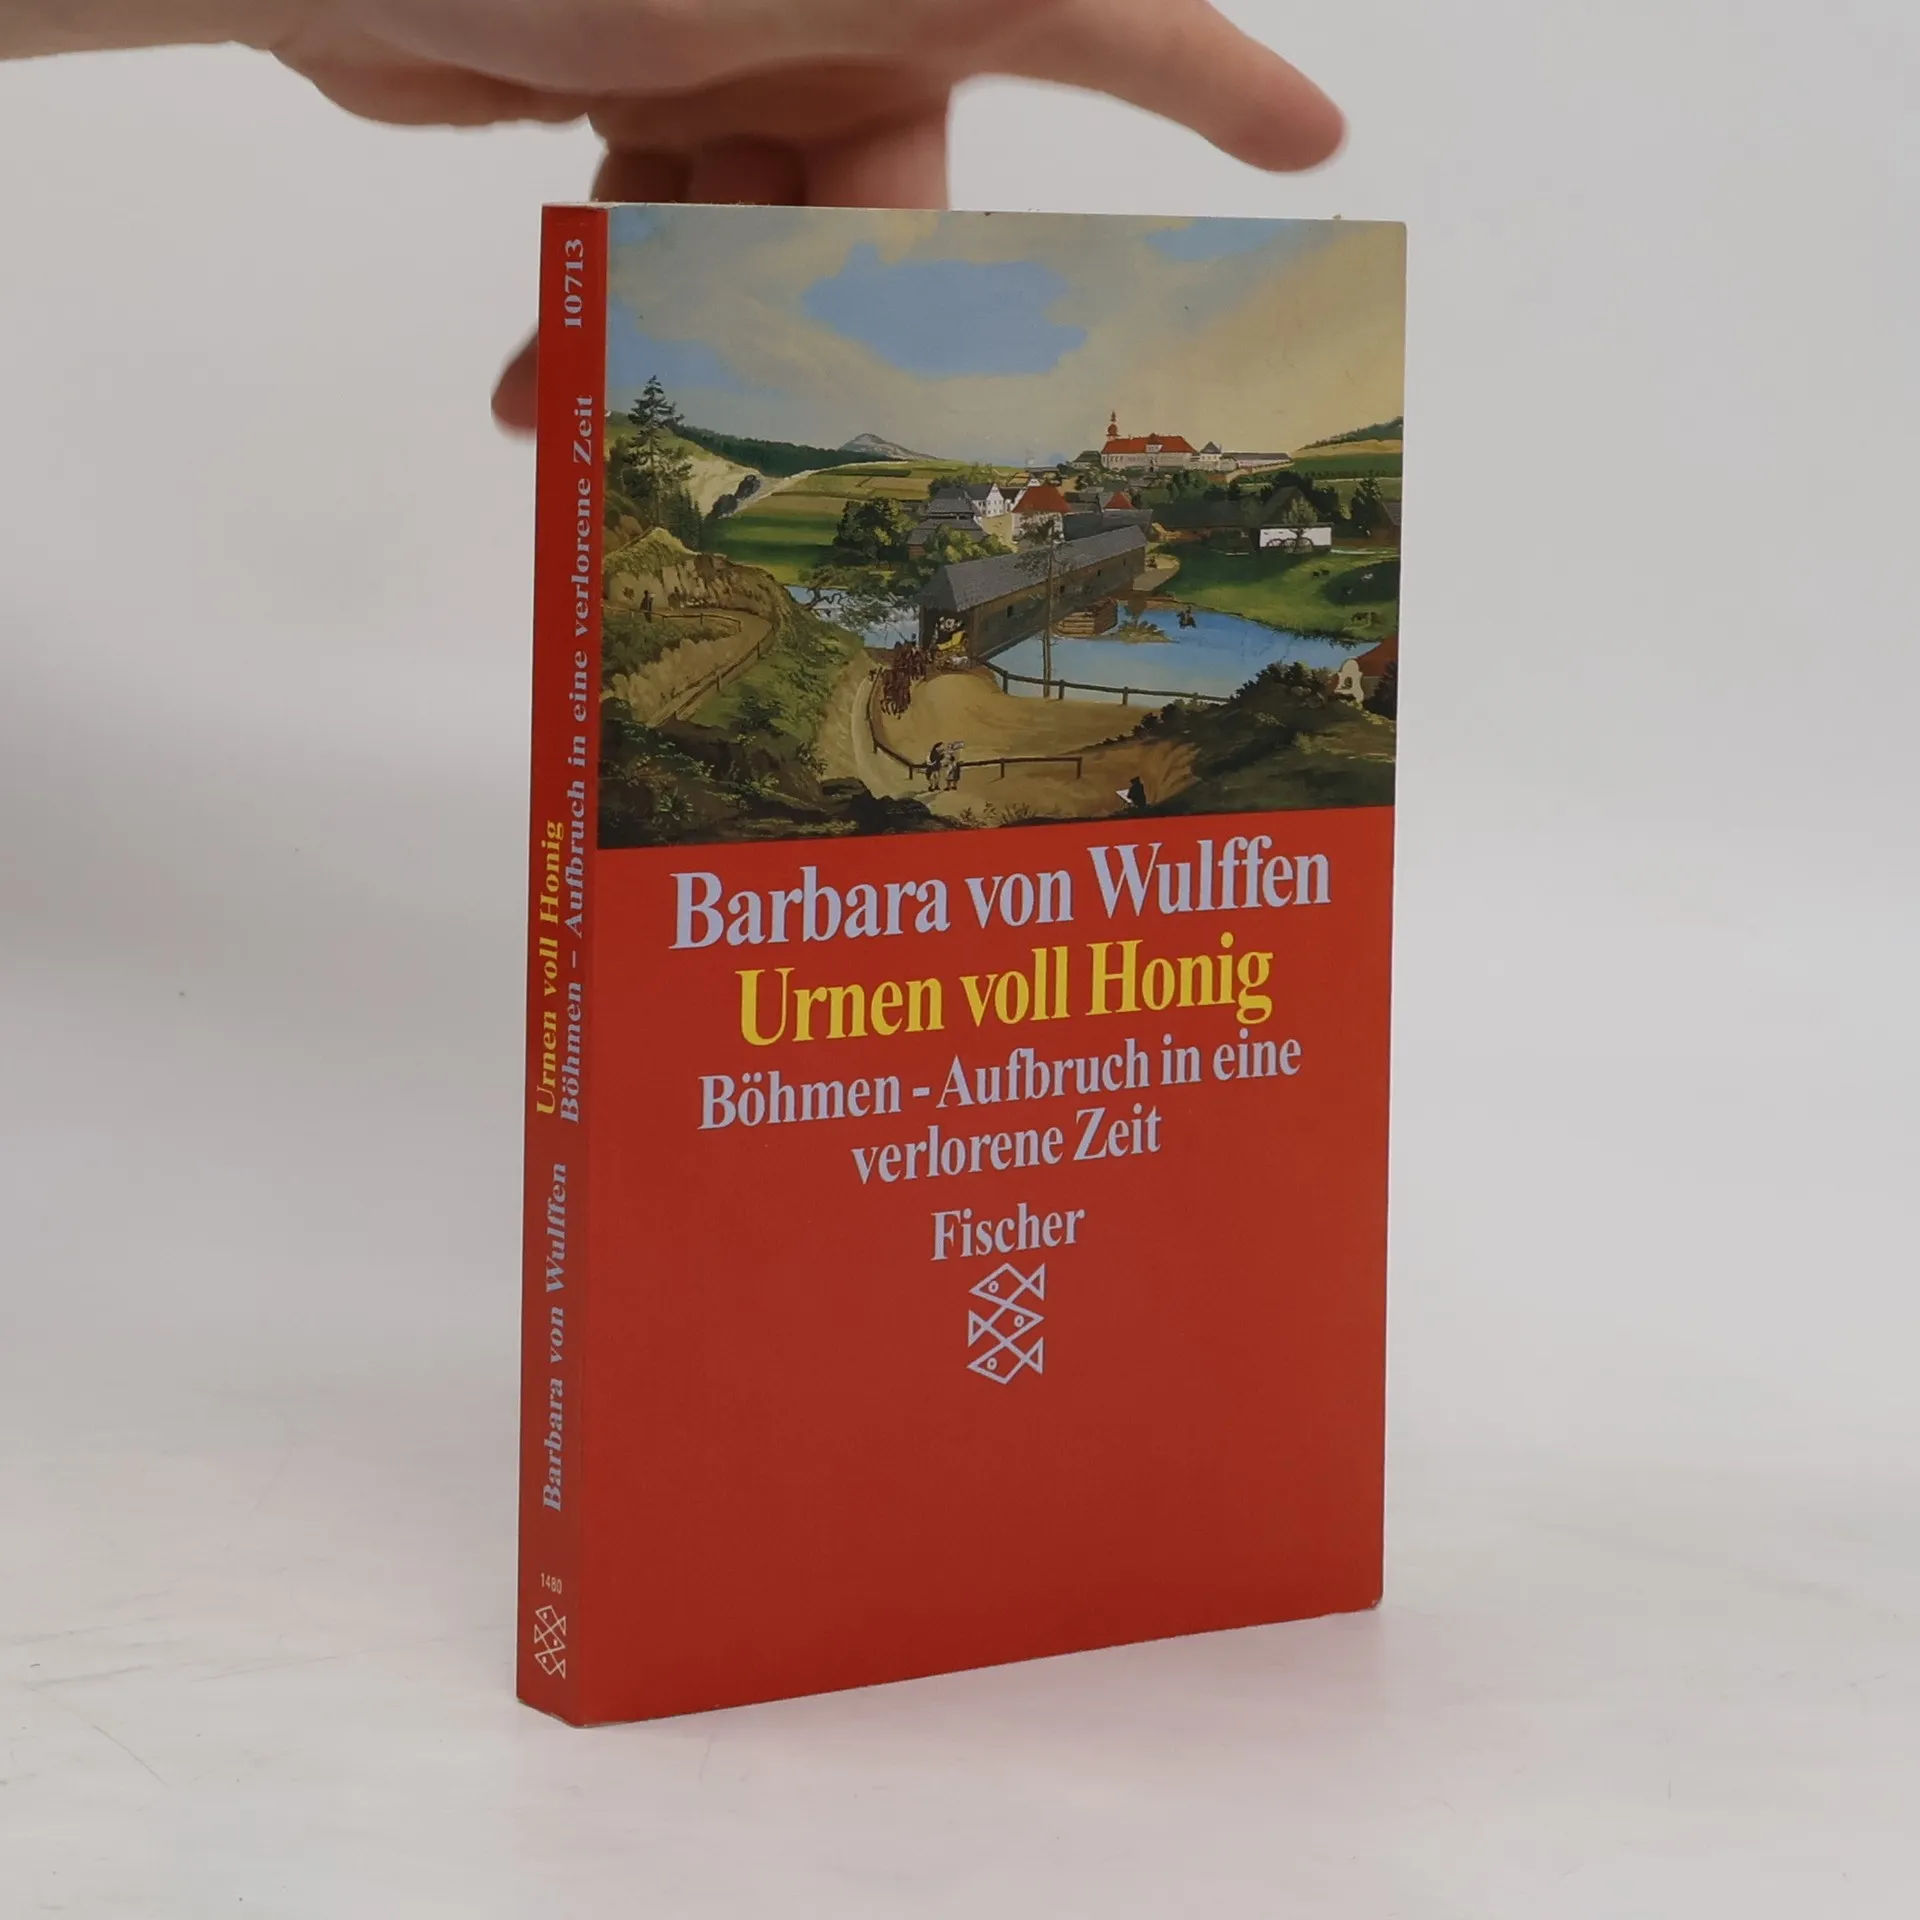 Barbara von Wulffen
Urnen voll Honig
Böhmen - Aufbruch in eine
verlorene Zeit
Fischer
Barbara von Wulffen
Urnen voll Honig
Böhmen – Aufbruch in eine verlorene Zeit
10713
1480